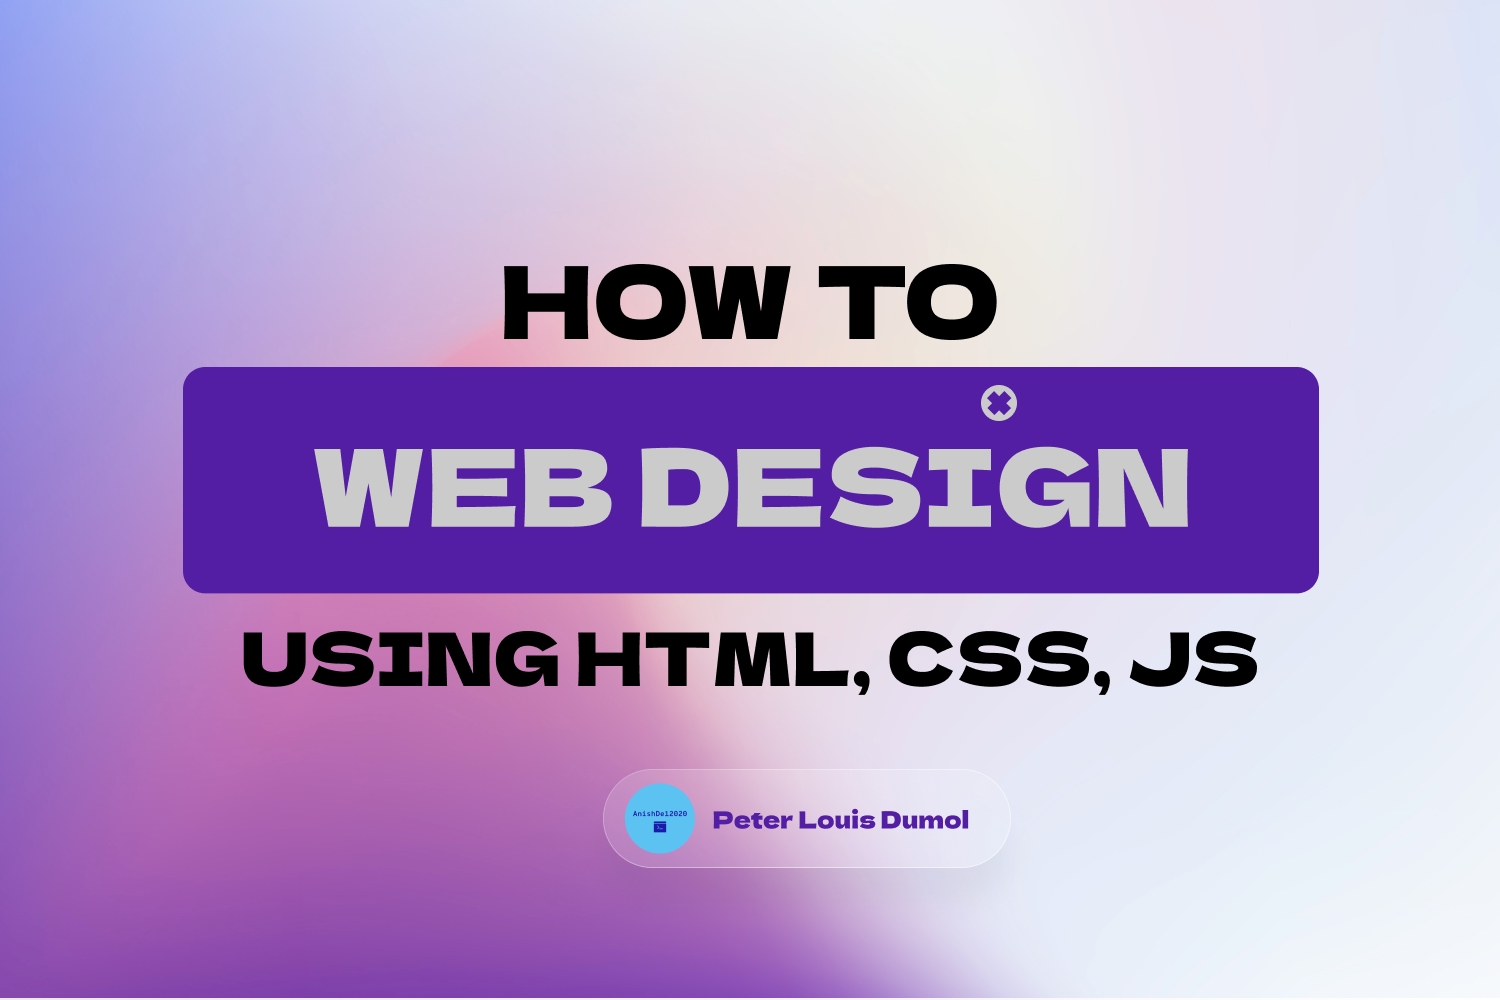 HOW TO
WEB DESIGN
USING HTML, CSS, JS
AnishDe12020
Peter Louis Dumol